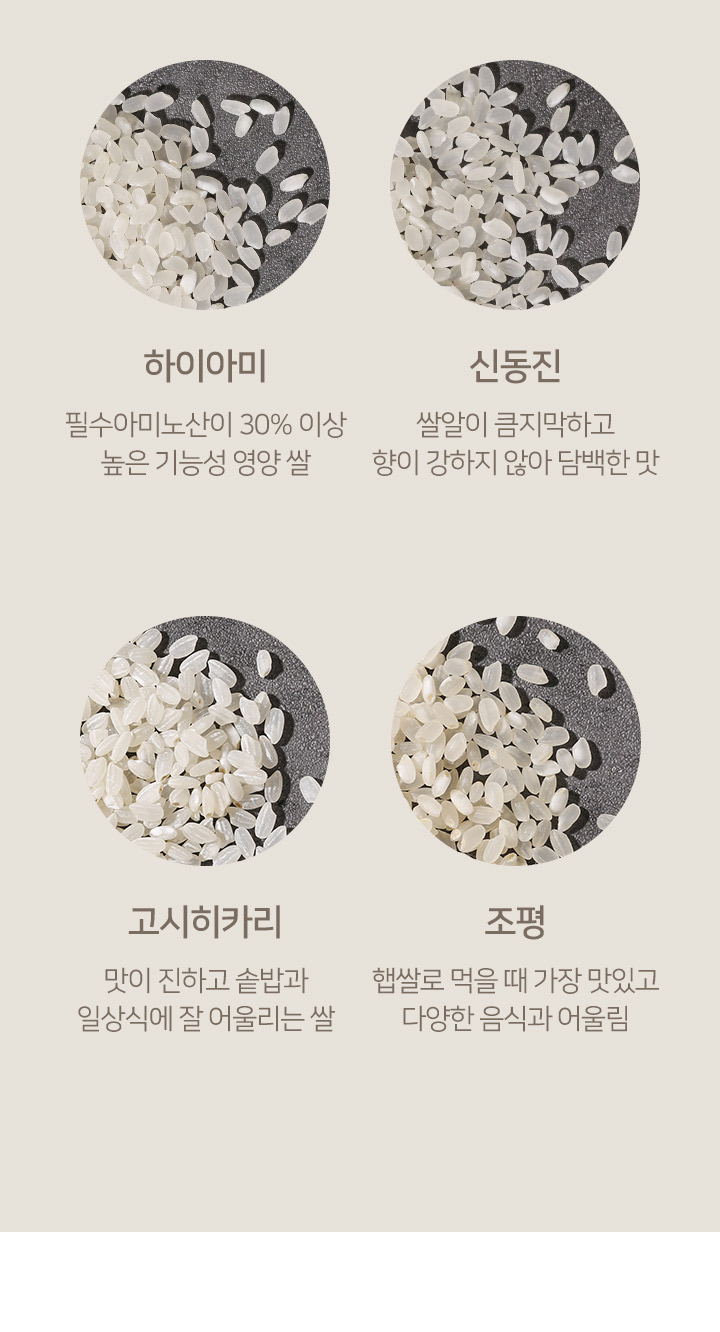 하이아미
필수아미노산이 30% 이상
높은 기능성 영양 쌀
신동진
쌀알이 큼지막하고
향이 강하지 않아 담백한 맛
고시히카리
맛이 진하고 솥밥과
일상식에 잘 어울리는 쌀
조평
햅쌀로 먹을 때 가장 맛있고
다양한 음식과 어울림